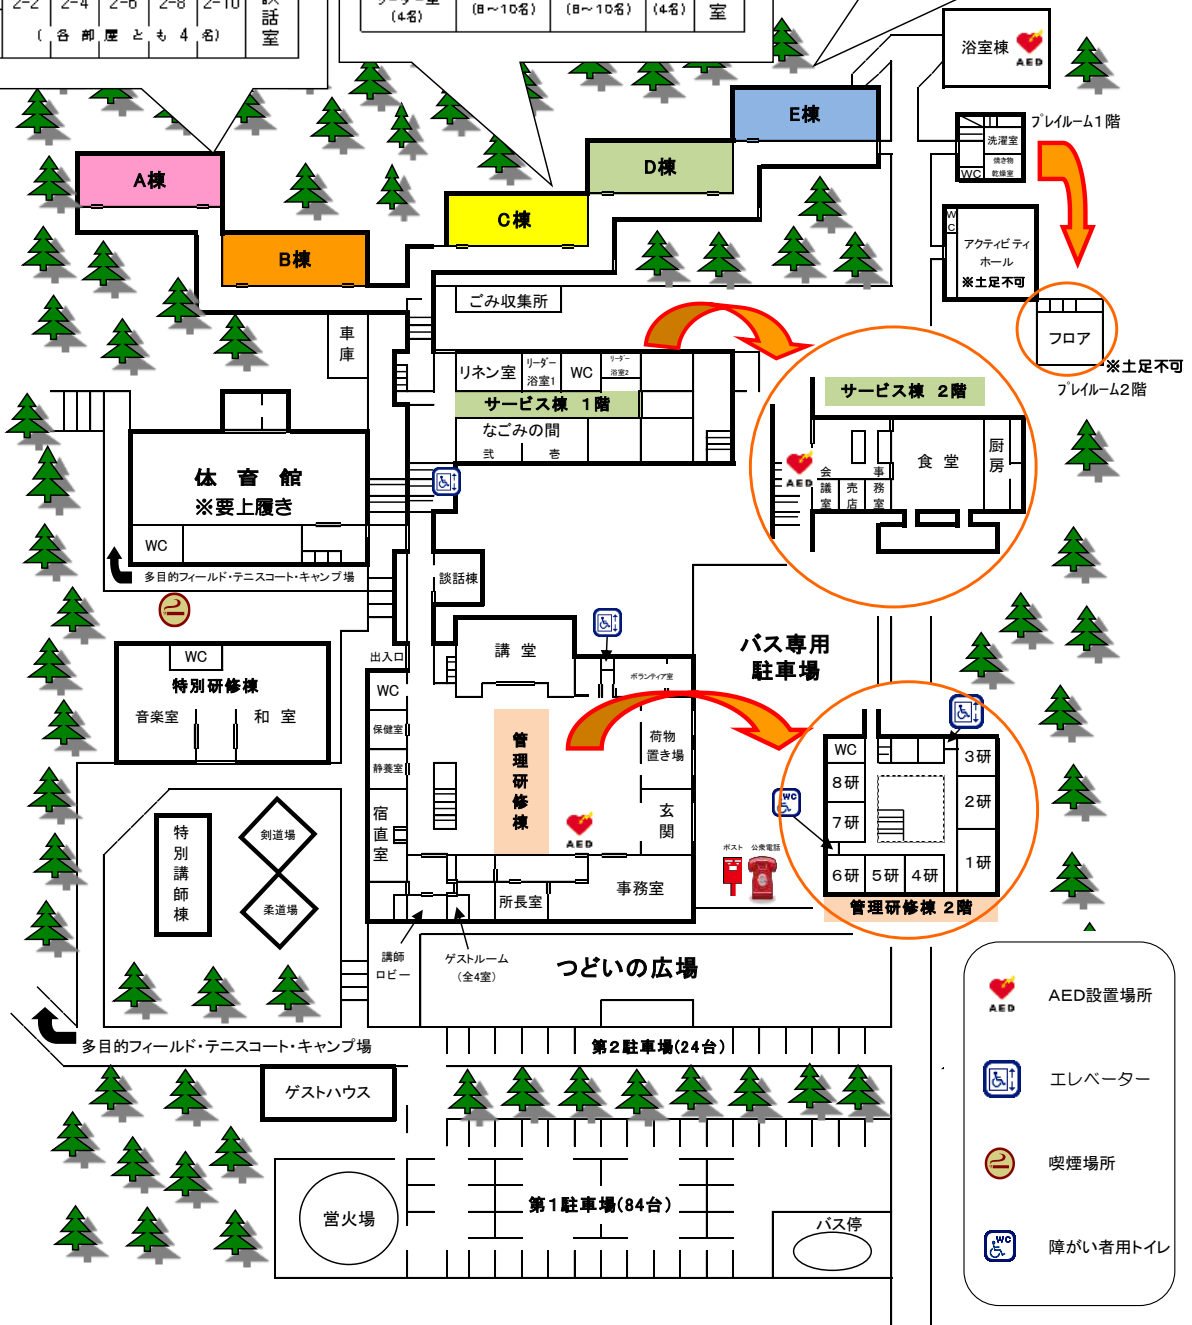 2-2 2-4 2-6 2-8 2-10
(各部屋とも4名)
談話室
リーダー室
(4名)
(8～10名)
(8～10名)
(4名)
室
浴室棟
AED
プレイルーム1階
洗濯室
焼き物
乾燥室
WC
E棟
D棟
C棟
A棟
B棟
WC
アクティビティ
ホール
※土足不可
フロア
※土足不可
プレイルーム2階
ごみ収集所
車庫
リネン室
リーダー
浴室1
WC
リーダー
浴室2
サービス棟 1階
なごみの間
弐 壱
サービス棟 2階
AED
会議室
売店
事務室
食堂
厨房
体育館
※要上履き
WC
多目的フィールド・テニスコート・キャンプ場
談話棟
WC
特別研修棟
音楽室
和室
出入口
講堂
ボランティア室
バス専用
駐車場
WC
保健室
静養室
宿直室
管理研修棟
荷物
置き場
玄関
AED
事務室
所長室
講師
ロビー
ゲストルーム
(全4室)
ポスト
公衆電話
WC
WC
8研
7研
6研
5研
4研
3研
2研
1研
管理研修棟 2階
特別講師棟
剣道場
柔道場
つどいの広場
多目的フィールド・テニスコート・キャンプ場
第2駐車場(24台)
ゲストハウス
営火場
第1駐車場(84台)
バス停
AED
AED設置場所
エレベーター
喫煙場所
WC
障がい者用トイレ